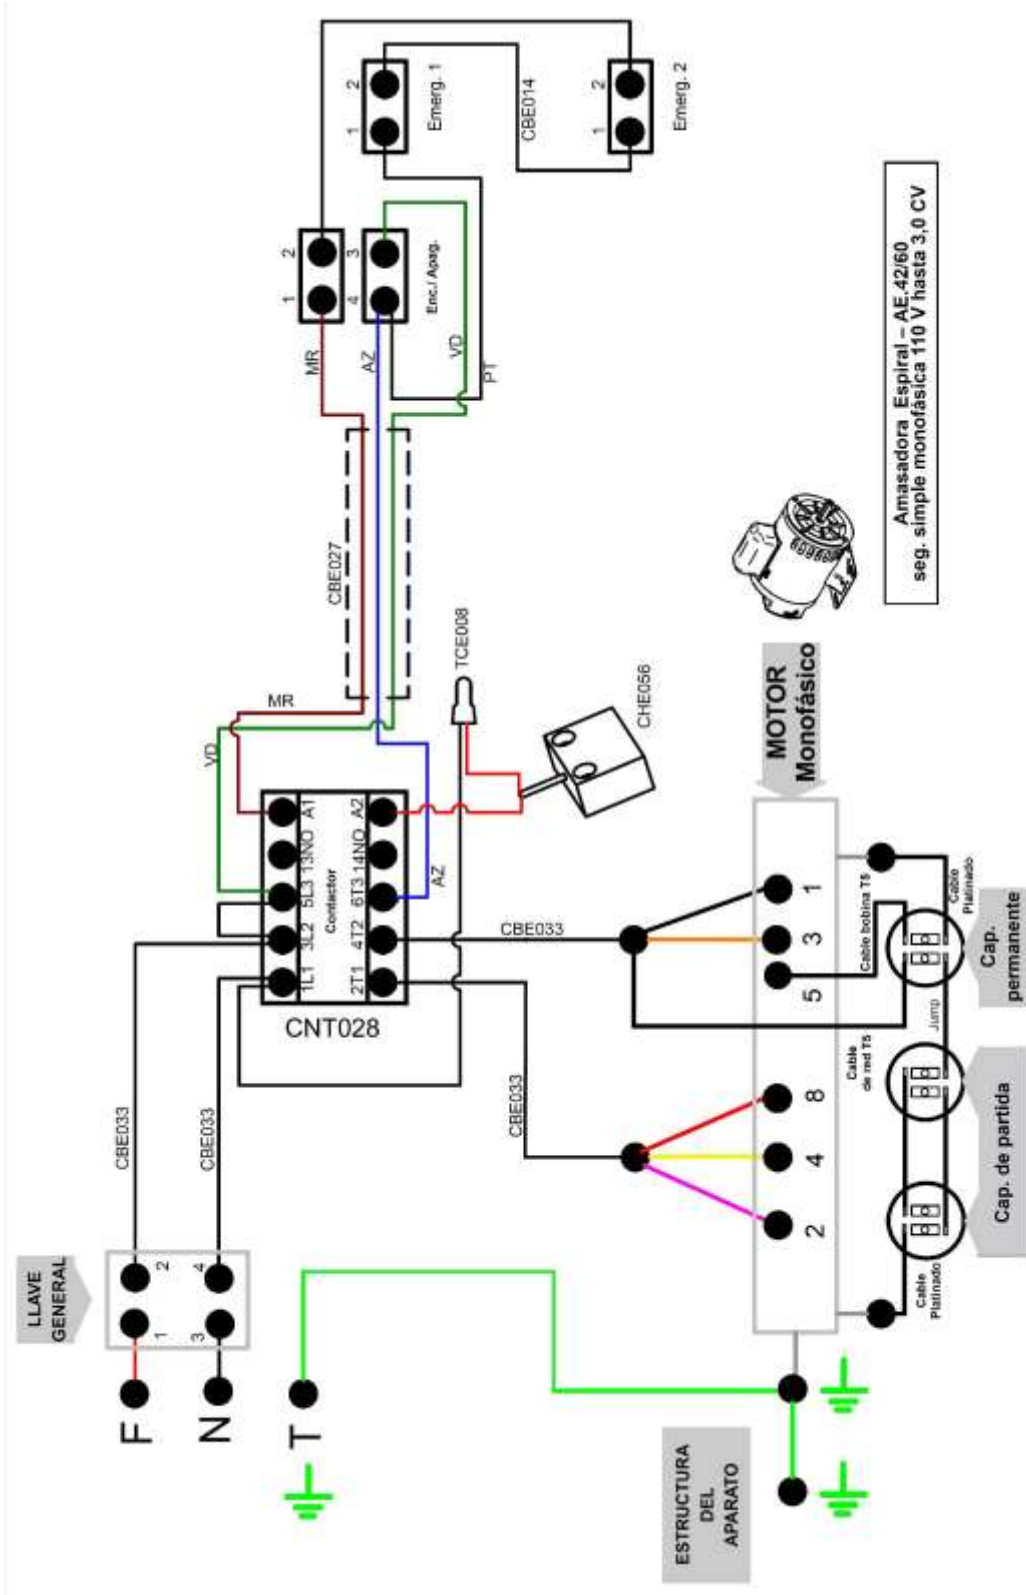 F
N
T
LLAVE
GENERAL
1
2
3
4
CBE033
CBE033
CBE033
CBE033
CNT028
Contactor
1L1
3L2
5L3
13NO
A1
2T1
4T2
6T3
14NO
A2
VD
MR
AZ
CBE027
TCE008
CHE056
MR
AZ
VD
PT
1
2
4
3
Enc./ Apag.
1
2
Emerg. 1
CBE014
1
2
Emerg. 2
ESTRUCTURA
DEL
APARATO
MOTOR
Monofásico
2
4
8
5
3
1
Cable
Platinado
Cable
de red T5
Jump
Cable bobina T5
Cable
Platinado
Cap. de partida
Cap.
permanente
Amasadora Espiral – AE.42/60
seg. simple monofásica 110 V hasta 3,0 CV